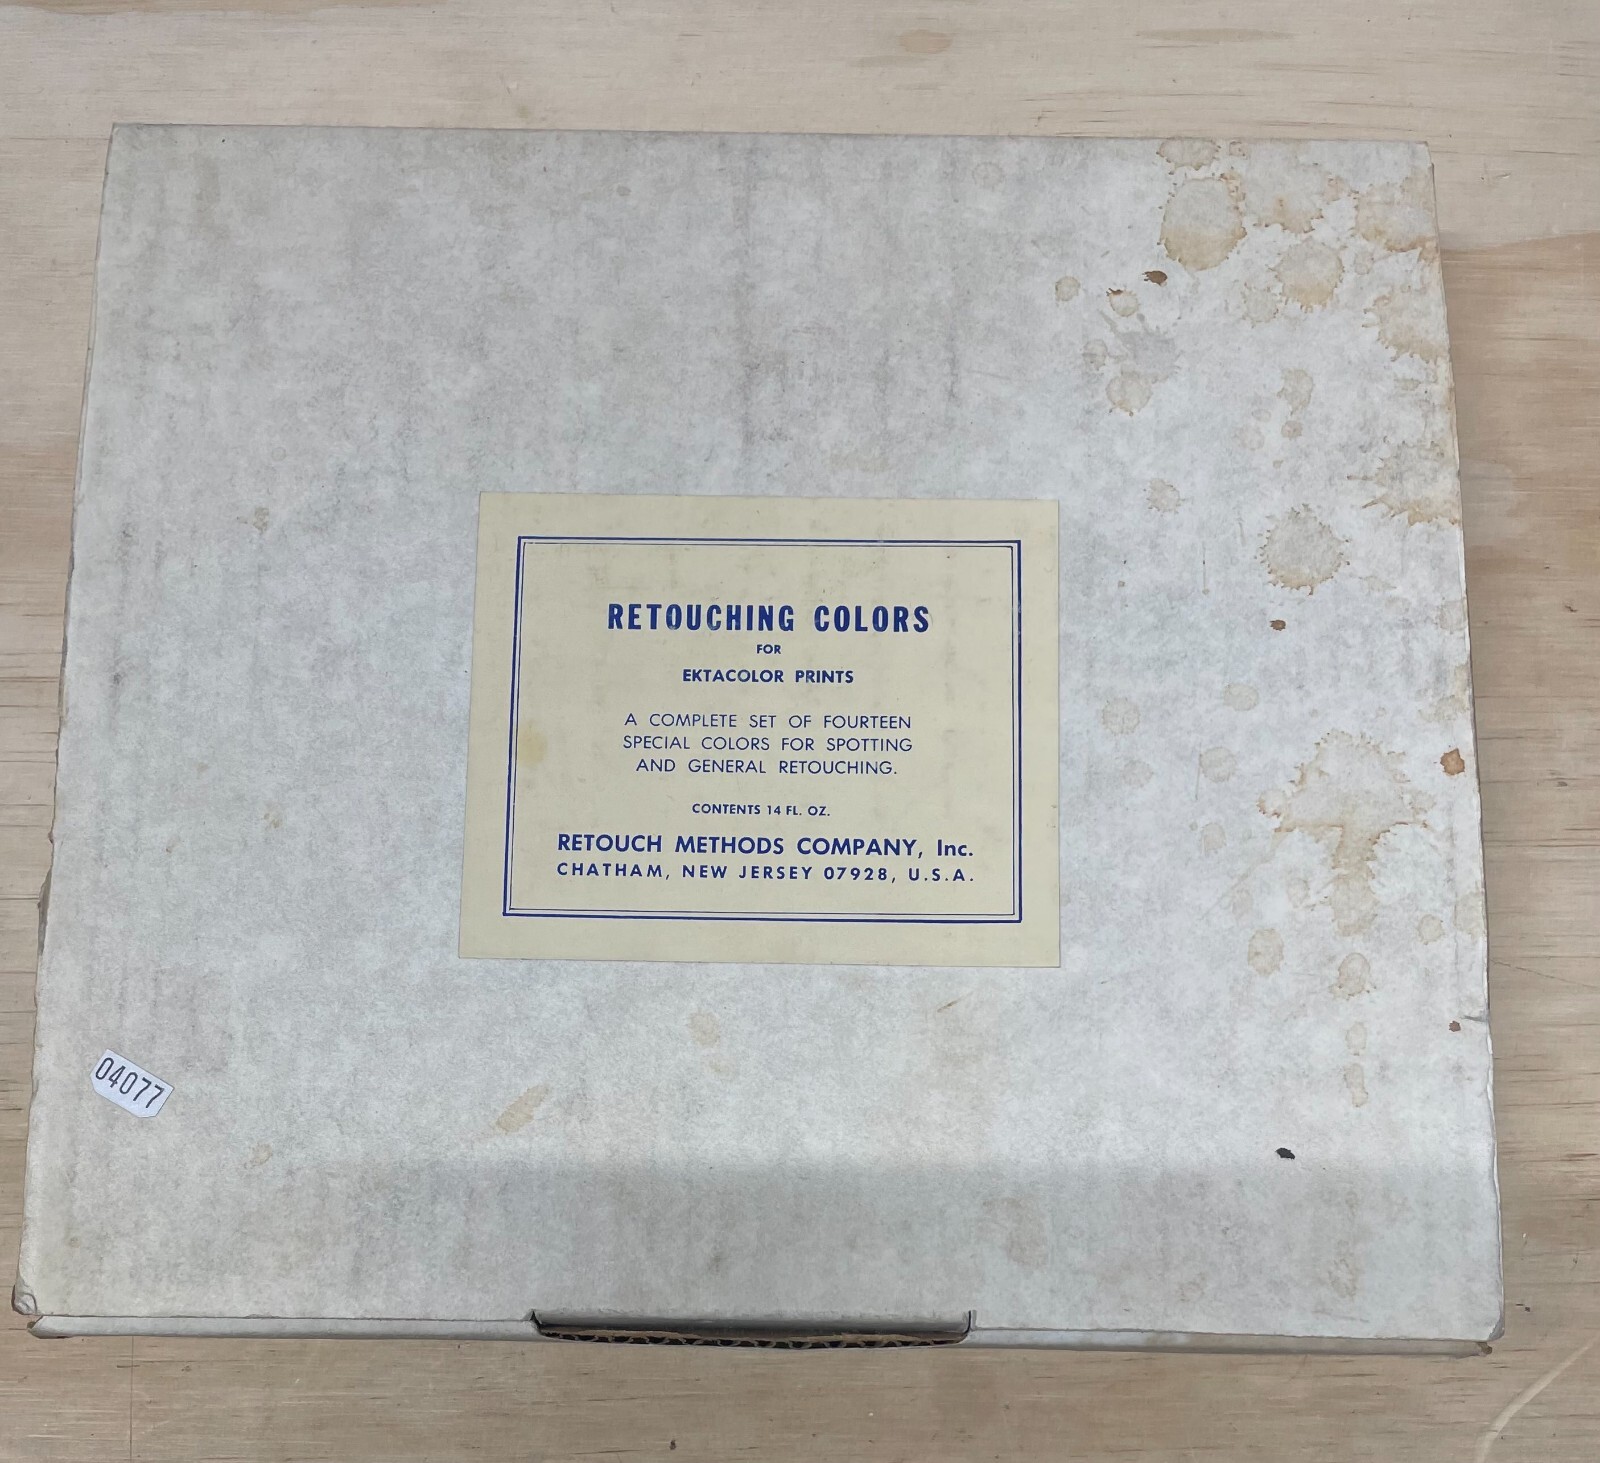 RETOUCHING COLORS
FOR
EKTACOLOR PRINTS
A COMPLETE SET OF FOURTEEN
SPECIAL COLORS FOR SPOTTING
AND GENERAL RETOUCHING.
CONTENTS 14 FL. OZ.
RETOUCH METHODS COMPANY, Inc.
CHATHAM, NEW JERSEY 07928, U.S.A.
04077